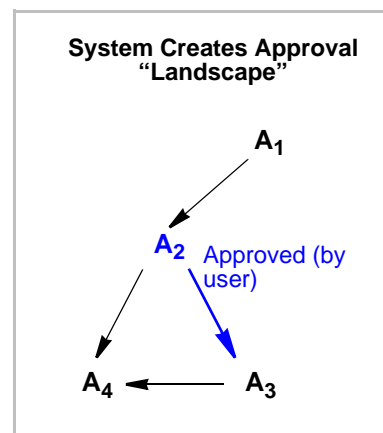 System Creates Approval
“Landscape”
A1
A2
Approved (by
user)
A4
A3